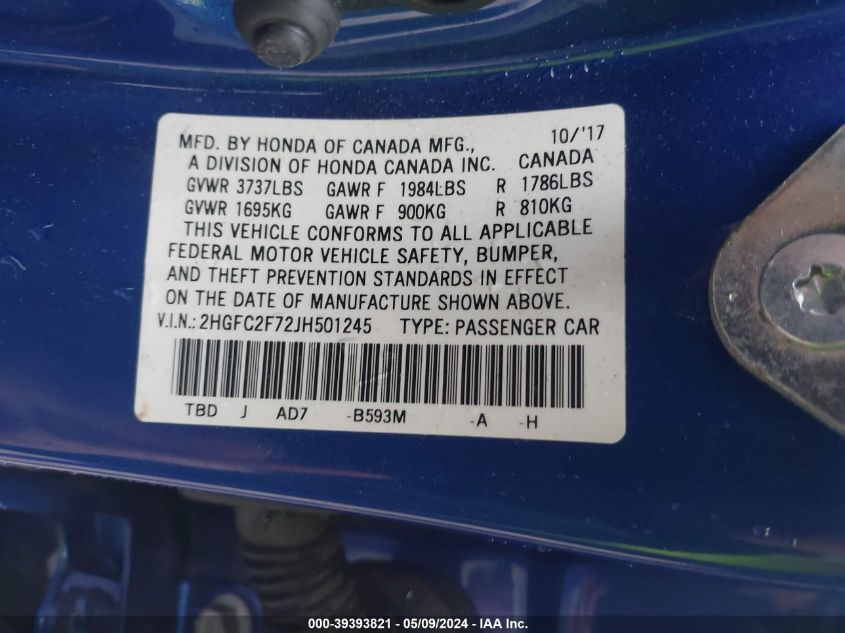 MFD. BY HONDA OF CANADA MFG., 10/'17
A DIVISION OF HONDA CANADA INC. CANADA
GVWR 3737LBS GAWR F 1984LBS R 1786LBS
GVWR 1695KG GAWR F 900KG R 810KG
THIS VEHICLE CONFORMS TO ALL APPLICABLE
FEDERAL MOTOR VEHICLE SAFETY, BUMPER,
AND THEFT PREVENTION STANDARDS IN EFFECT
ON THE DATE OF MANUFACTURE SHOWN ABOVE.
V.I.N.: 2HGFC2F72JH501245 TYPE: PASSENGER CAR
TBD J AD7 -B593M -A -H
000-39393821 / 05/09/2024 - IAA Inc.